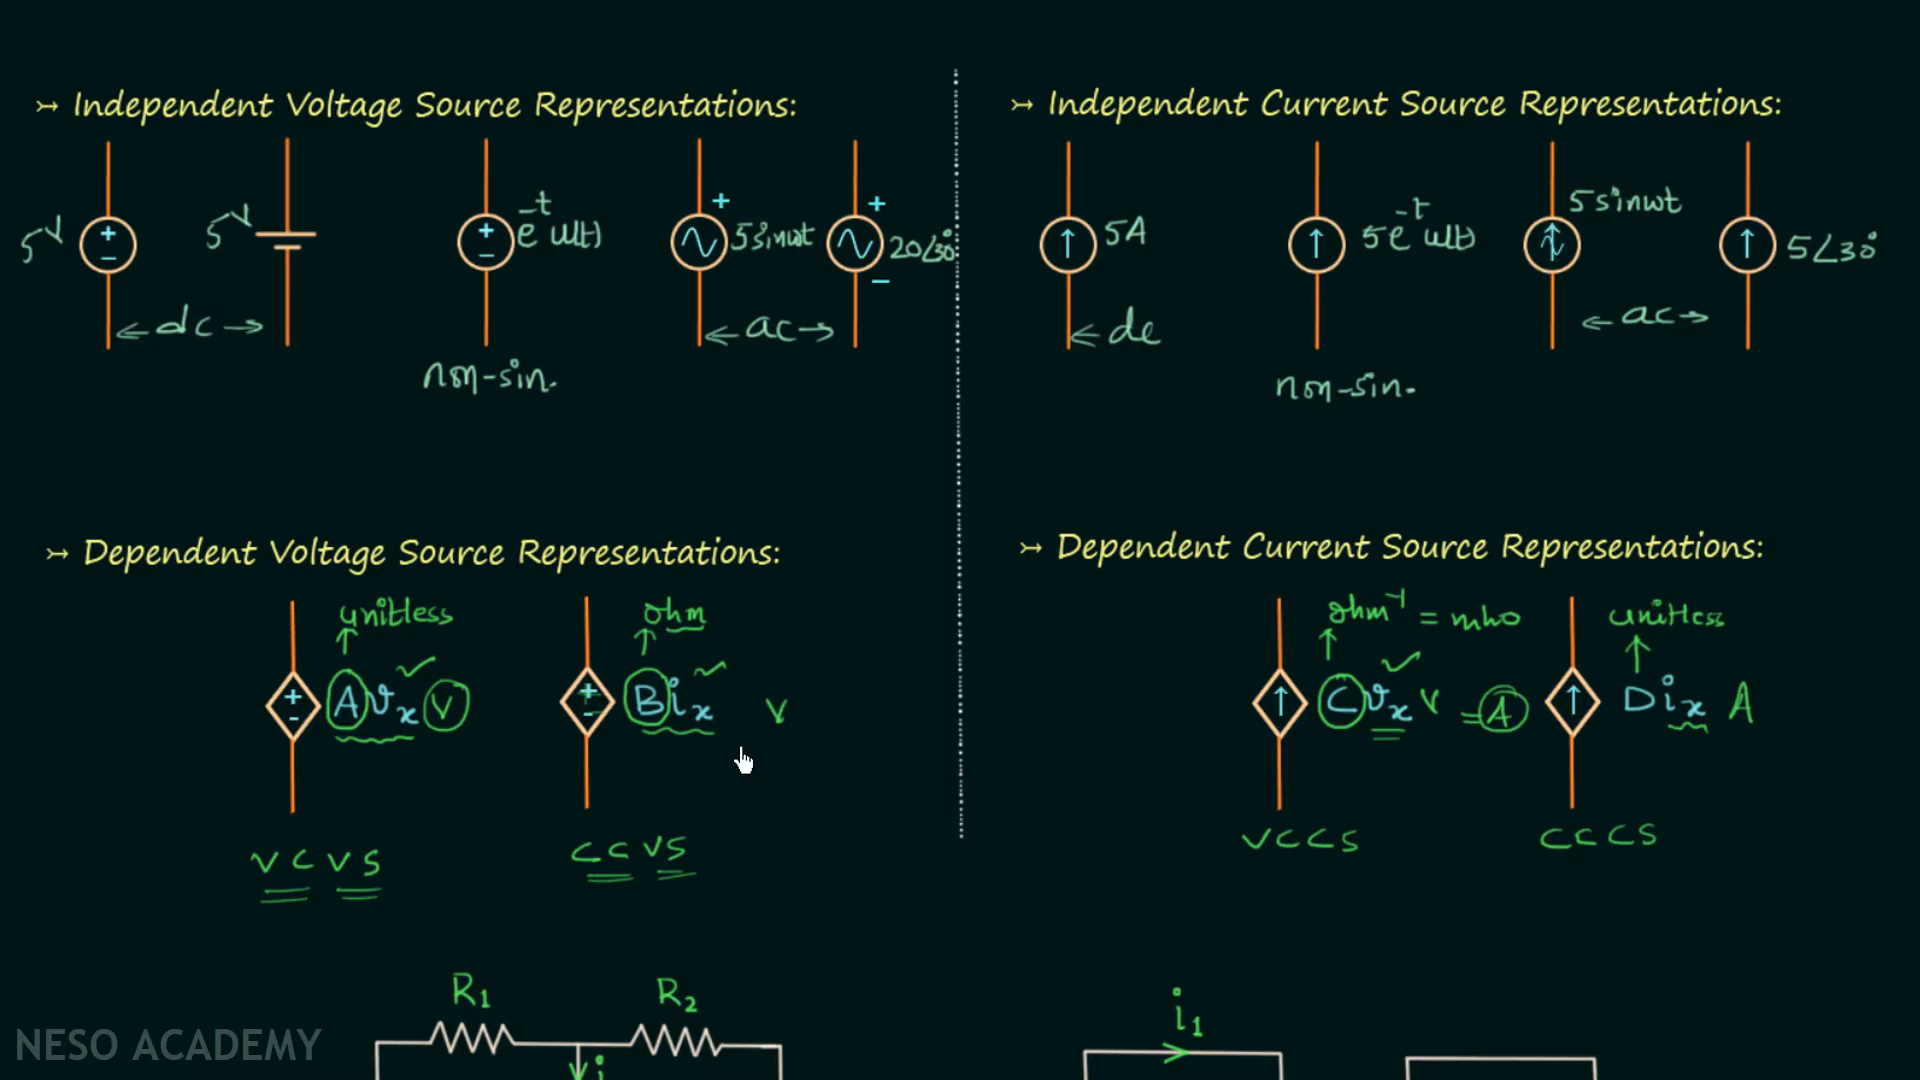 ↣ Independent Voltage Source Representations:
5V
5V
+
−
e^-t u(t)
+
−
+
5sinwt
+
20∠30°
−
←dc→
←ac→
non-sin.
↣ Independent Current Source Representations:
↑ 5A
↑ 5e^-t u(t)
5sinwt
↑ 5∠30°
←dc
←ac→
non-sin.
↣ Dependent Voltage Source Representations:
unitless
↑
ohm
↑
+
−
Avx V
+
−
Bix V
VCVS
CCVS
↣ Dependent Current Source Representations:
ohm^-1 = mho
↑
unitless
↑
↑ Cvx V = A
↑ Dix A
VCCS
CCCS
R1
R2
i
i1
NESO ACADEMY